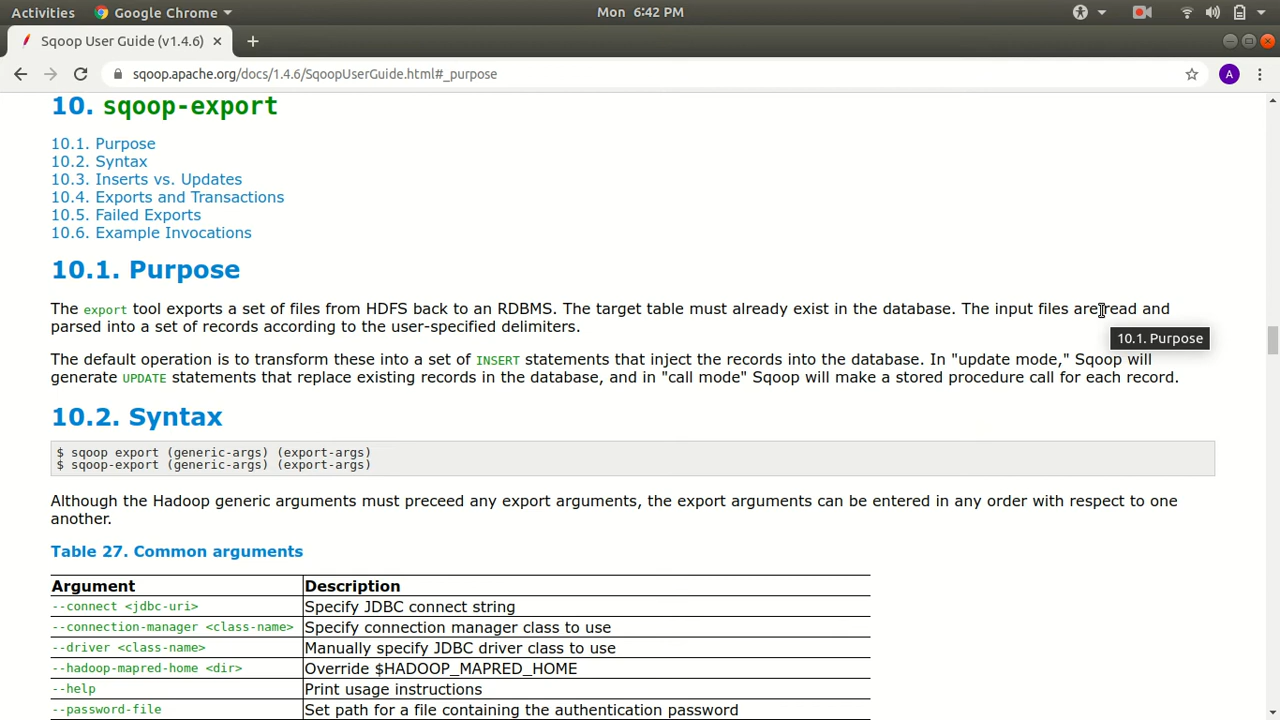 Activities Google Chrome Mon 6:42 PM
Sqoop User Guide (v1.4.6)
sqoop.apache.org/docs/1.4.6/SqoopUserGuide.html#_purpose A
10. sqoop-export
10.1. Purpose
10.2. Syntax
10.3. Inserts vs. Updates
10.4. Exports and Transactions
10.5. Failed Exports
10.6. Example Invocations
10.1. Purpose
The export tool exports a set of files from HDFS back to an RDBMS. The target table must already exist in the database. The input files are read and
parsed into a set of records according to the user-specified delimiters.
10.1. Purpose
The default operation is to transform these into a set of INSERT statements that inject the records into the database. In "update mode," Sqoop will
generate UPDATE statements that replace existing records in the database, and in "call mode" Sqoop will make a stored procedure call for each record.
10.2. Syntax
$ sqoop export (generic-args) (export-args)
$ sqoop-export (generic-args) (export-args)
Although the Hadoop generic arguments must preceed any export arguments, the export arguments can be entered in any order with respect to one
another.
Table 27. Common arguments
Argument Description
--connect <jdbc-uri> Specify JDBC connect string
--connection-manager <class-name> Specify connection manager class to use
--driver <class-name> Manually specify JDBC driver class to use
--hadoop-mapred-home <dir> Override $HADOOP_MAPRED_HOME
--help Print usage instructions
--password-file Set path for a file containing the authentication password